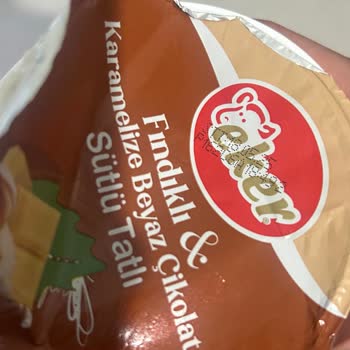 eker
Fındıklı &
Karamelize Beyaz Çikolat
Sütlü Tatlı